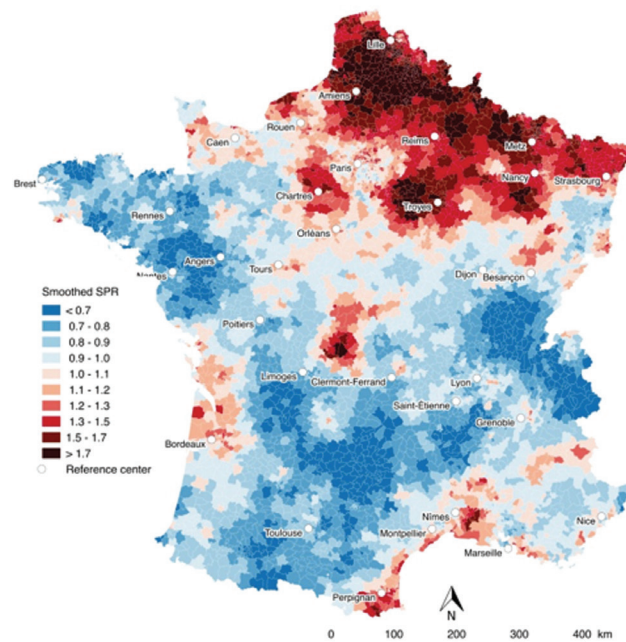 Lille
Amiens
Rouen
Caen
Reims
Metz
Paris
Nancy
Strasbourg
Brest
Chartres
Troyes
Rennes
Orléans
Angers
Tours
Nantes
Dijon
Besançon
Smoothed SPR
< 0.7
0.7 - 0.8
0.8 - 0.9
0.9 - 1.0
1.0 - 1.1
1.1 - 1.2
1.2 - 1.3
1.3 - 1.5
1.5 - 1.7
> 1.7
Reference center
Poitiers
Limoges
Clermont-Ferrand
Lyon
Saint-Étienne
Grenoble
Bordeaux
Nîmes
Nice
Toulouse
Montpellier
Marseille
Perpignan
N
0 100 200 300 400 km